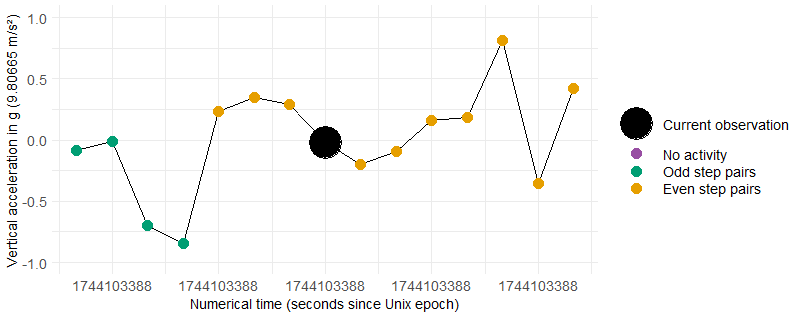 Vertical acceleration in g (9.80665 m/s²)
1.0
0.5
0.0
-0.5
-1.0
1744103388 1744103388 1744103388 1744103388 1744103388
Numerical time (seconds since Unix epoch)
Current observation
No activity
Odd step pairs
Even step pairs